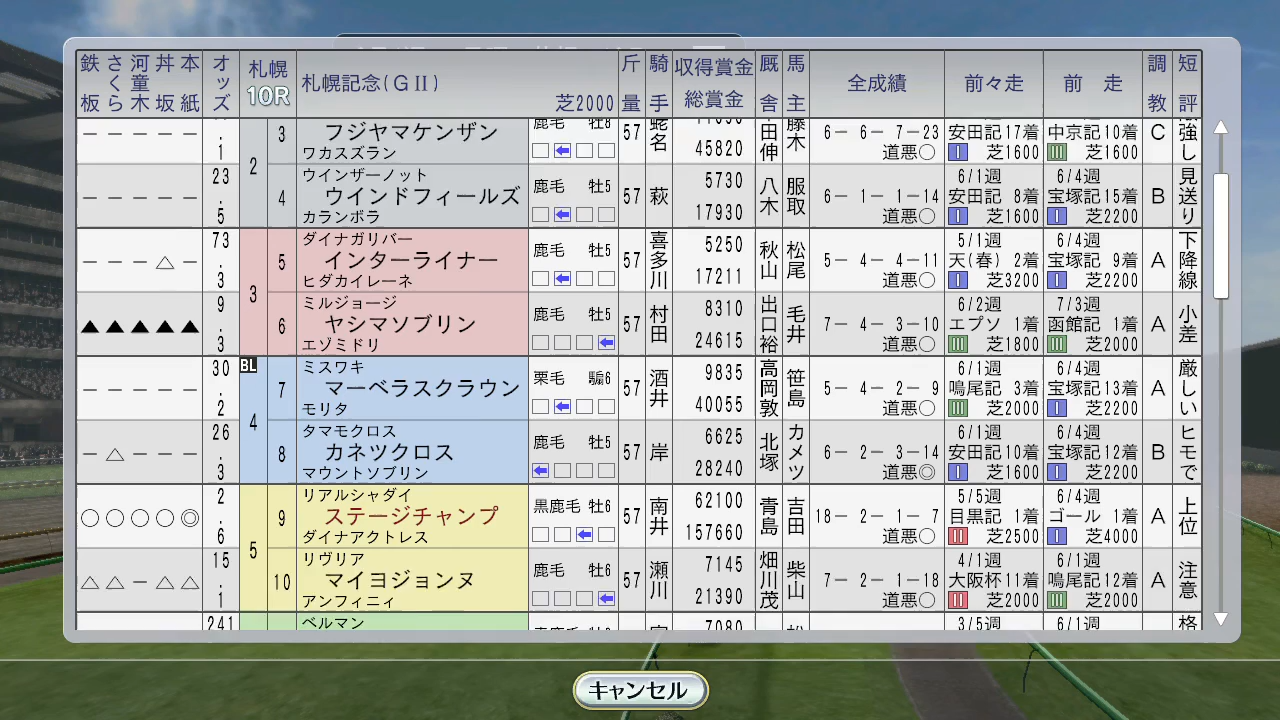 鉄板 さくら 河童木 丼坂 本紙 オッズ 札幌 10R 札幌記念(GⅡ) 芝2000 斤量 騎手 収得賞金 総賞金 厩舎 馬主 全成績 前々走 前 走 調教 短評
－ － － － － .1 2 3 フジヤマケンザン ワカスズラン 鹿毛 牡8 57 蛯名 45820 藤木 6－ 6－ 7－23 道悪○ 安田記17着 Ⅰ 芝1600 中京記10着 Ⅲ 芝1600 C 強し
－ － － － － 23.5 4 ウインザーノット ウインドフィールズ カランボラ 鹿毛 牡5 57 萩 5730 17930 八木 服取 6－ 1－ 1－14 道悪○ 6/1週 安田記 8着 Ⅰ 芝1600 6/4週 宝塚記15着 Ⅰ 芝2200 B 見送り
－ － － △ － 73.3 3 5 ダイナガリバー インターライナー ヒダカイレーネ 鹿毛 牡5 57 喜多川 5250 17211 秋山 松尾 5－ 4－ 4－11 道悪○ 5/1週 天(春) 2着 Ⅰ 芝3200 6/4週 宝塚記 9着 Ⅰ 芝2200 A 下降線
▲ ▲ ▲ ▲ ▲ 9.3 6 ミルジョージ ヤシマソブリン エゾミドリ 鹿毛 牡5 57 村田 8310 24615 出口裕 毛井 7－ 4－ 3－10 道悪○ 6/2週 エプソ 1着 Ⅲ 芝1800 7/3週 函館記 1着 Ⅲ 芝2000 A 小差
－ － － － － 30.2 BL 4 7 ミスワキ マーベラスクラウン モリタ 栗毛 騸6 57 酒井 9835 40055 高岡敦 笹島 5－ 4－ 2－ 9 道悪○ 6/1週 鳴尾記 3着 Ⅲ 芝2000 6/4週 宝塚記13着 Ⅰ 芝2200 A 厳しい
－ △ － － － 26.3 8 タマモクロス カネツクロス マウントソブリン 鹿毛 牡5 57 岸 6625 28240 北塚 カメツ 6－ 2－ 3－14 道悪◎ 6/1週 安田記10着 Ⅰ 芝1600 6/4週 宝塚記12着 Ⅰ 芝2200 B ヒモで
○ ○ ○ ○ ◎ 2.6 5 9 リアルシャダイ ステージチャンプ ダイナアクトレス 黒鹿毛 牡6 57 南井 62100 157660 青島 吉田 18－ 2－ 1－ 7 道悪○ 5/5週 目黒記 1着 Ⅱ 芝2500 6/4週 ゴール 1着 Ⅰ 芝4000 A 上位
△ △ － △ △ 15.1 10 リヴリア マイヨジョンヌ アンフィニィ 鹿毛 牡6 57 瀬川 7145 21390 畑川茂 柴山 7－ 2－ 1－18 道悪○ 4/1週 大阪杯11着 Ⅱ 芝2000 6/1週 鳴尾記12着 Ⅲ 芝2000 A 注意
241 ベルマン 7080 3/5週 6/1週 格
キャンセル